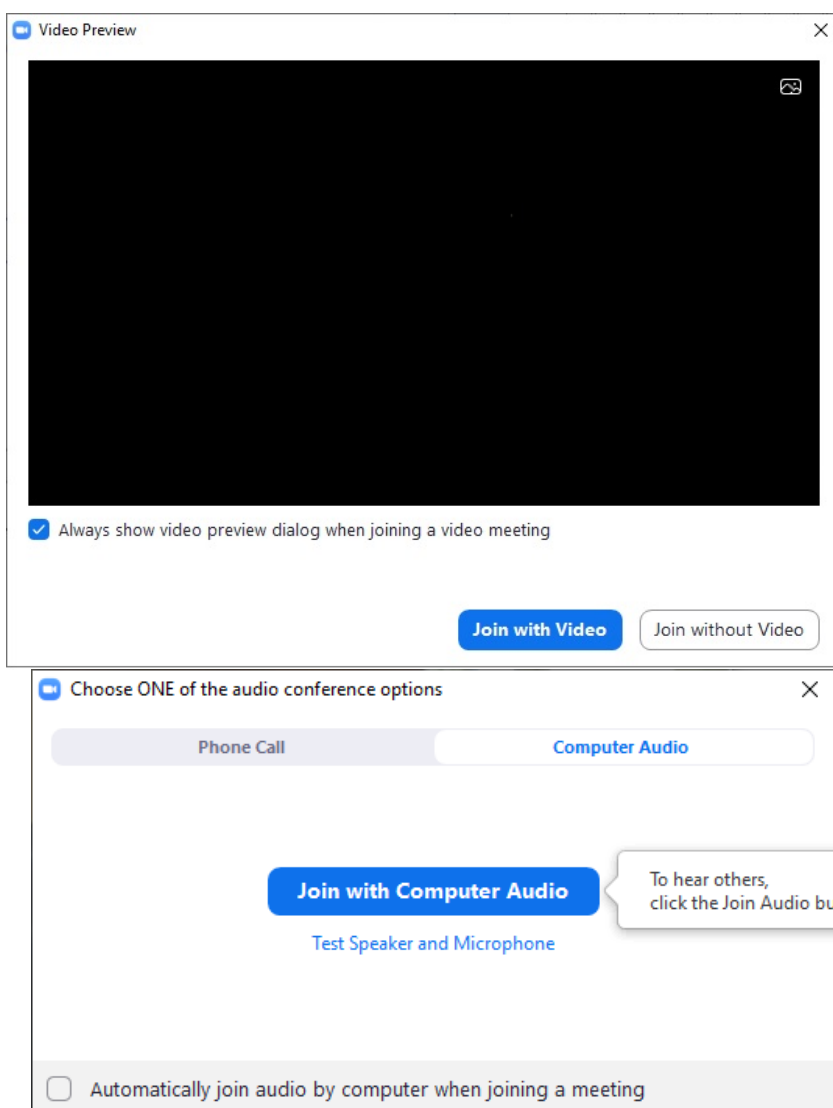 Video Preview
Always show video preview dialog when joining a video meeting
Join with Video
Join without Video
Choose ONE of the audio conference options
Phone Call
Computer Audio
Join with Computer Audio
To hear others,
click the Join Audio bu
Test Speaker and Microphone
Automatically join audio by computer when joining a meeting